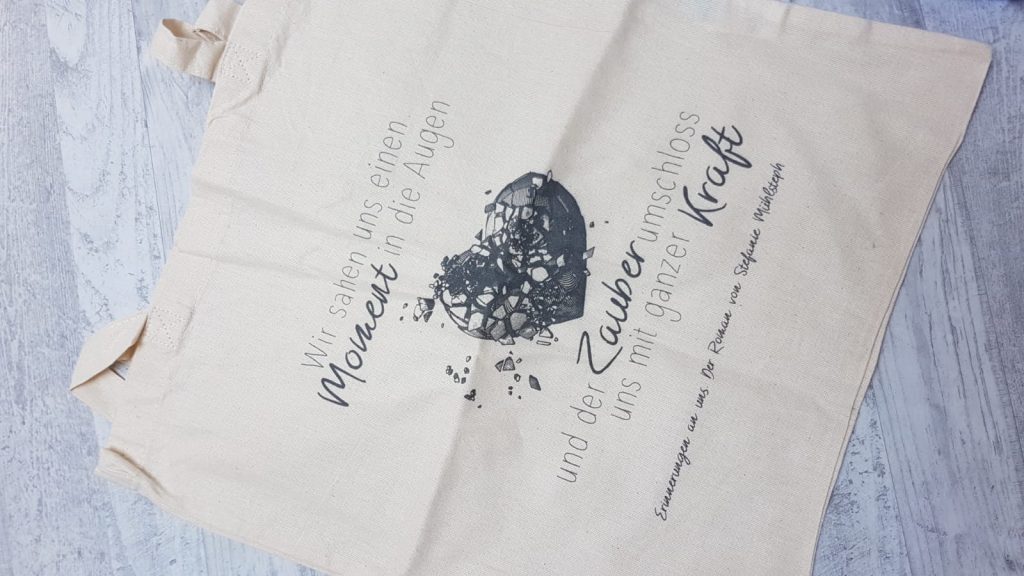 Wir sahen uns einen
Moment in die Augen
und der Zauber umschloss
uns mit ganzer Kraft
Erinnerungen an uns. Der Roman von Stefanie Mühlsteph